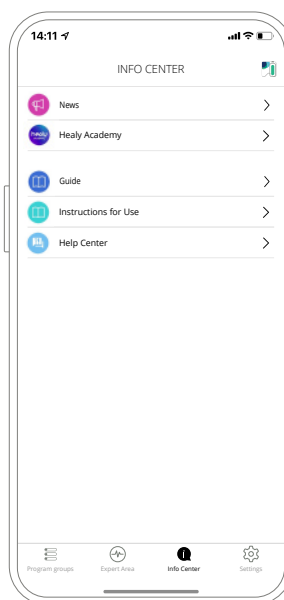 14:11
INFO CENTER
News
healy
Healy Academy
Guide
Instructions for Use
Help Center
Program groups
Expert Area
Info Center
Settings